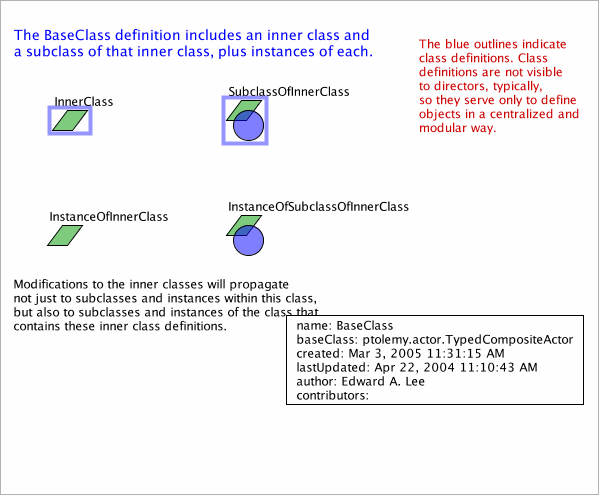 The BaseClass definition includes an inner class and
a subclass of that inner class, plus instances of each.
The blue outlines indicate
class definitions. Class
definitions are not visible
to directors, typically,
so they serve only to define
objects in a centralized and
modular way.
InnerClass
SubclassOfInnerClass
InstanceOfInnerClass
InstanceOfSubclassOfInnerClass
Modifications to the inner classes will propagate
not just to subclasses and instances within this class,
but also to subclasses and instances of the class that
contains these inner class definitions.
name: BaseClass
baseClass: ptolemy.actor.TypedCompositeActor
created: Mar 3, 2005 11:31:15 AM
lastUpdated: Apr 22, 2004 11:10:43 AM
author: Edward A. Lee
contributors: